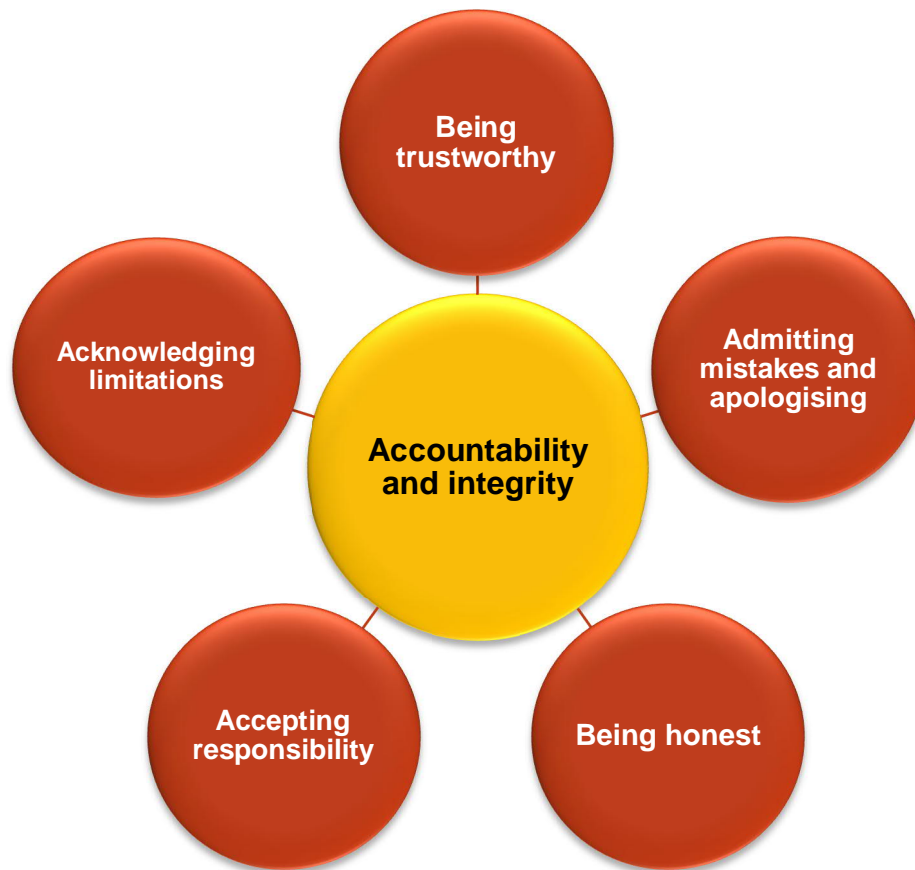 Being
trustworthy
Admitting
mistakes and
apologising
Being honest
Accepting
responsibility
Acknowledging
limitations
Accountability
and integrity